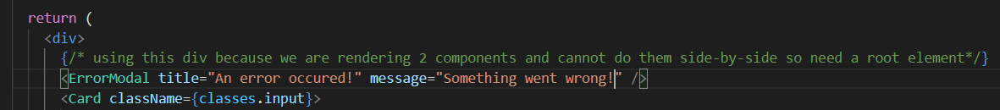 return (
<div>
{/* using this div because we are rendering 2 components and cannot do them side-by-side so need a root element*/}
<ErrorModal title="An error occured!" message="Something went wrong!" />
<Card className={classes.input}>